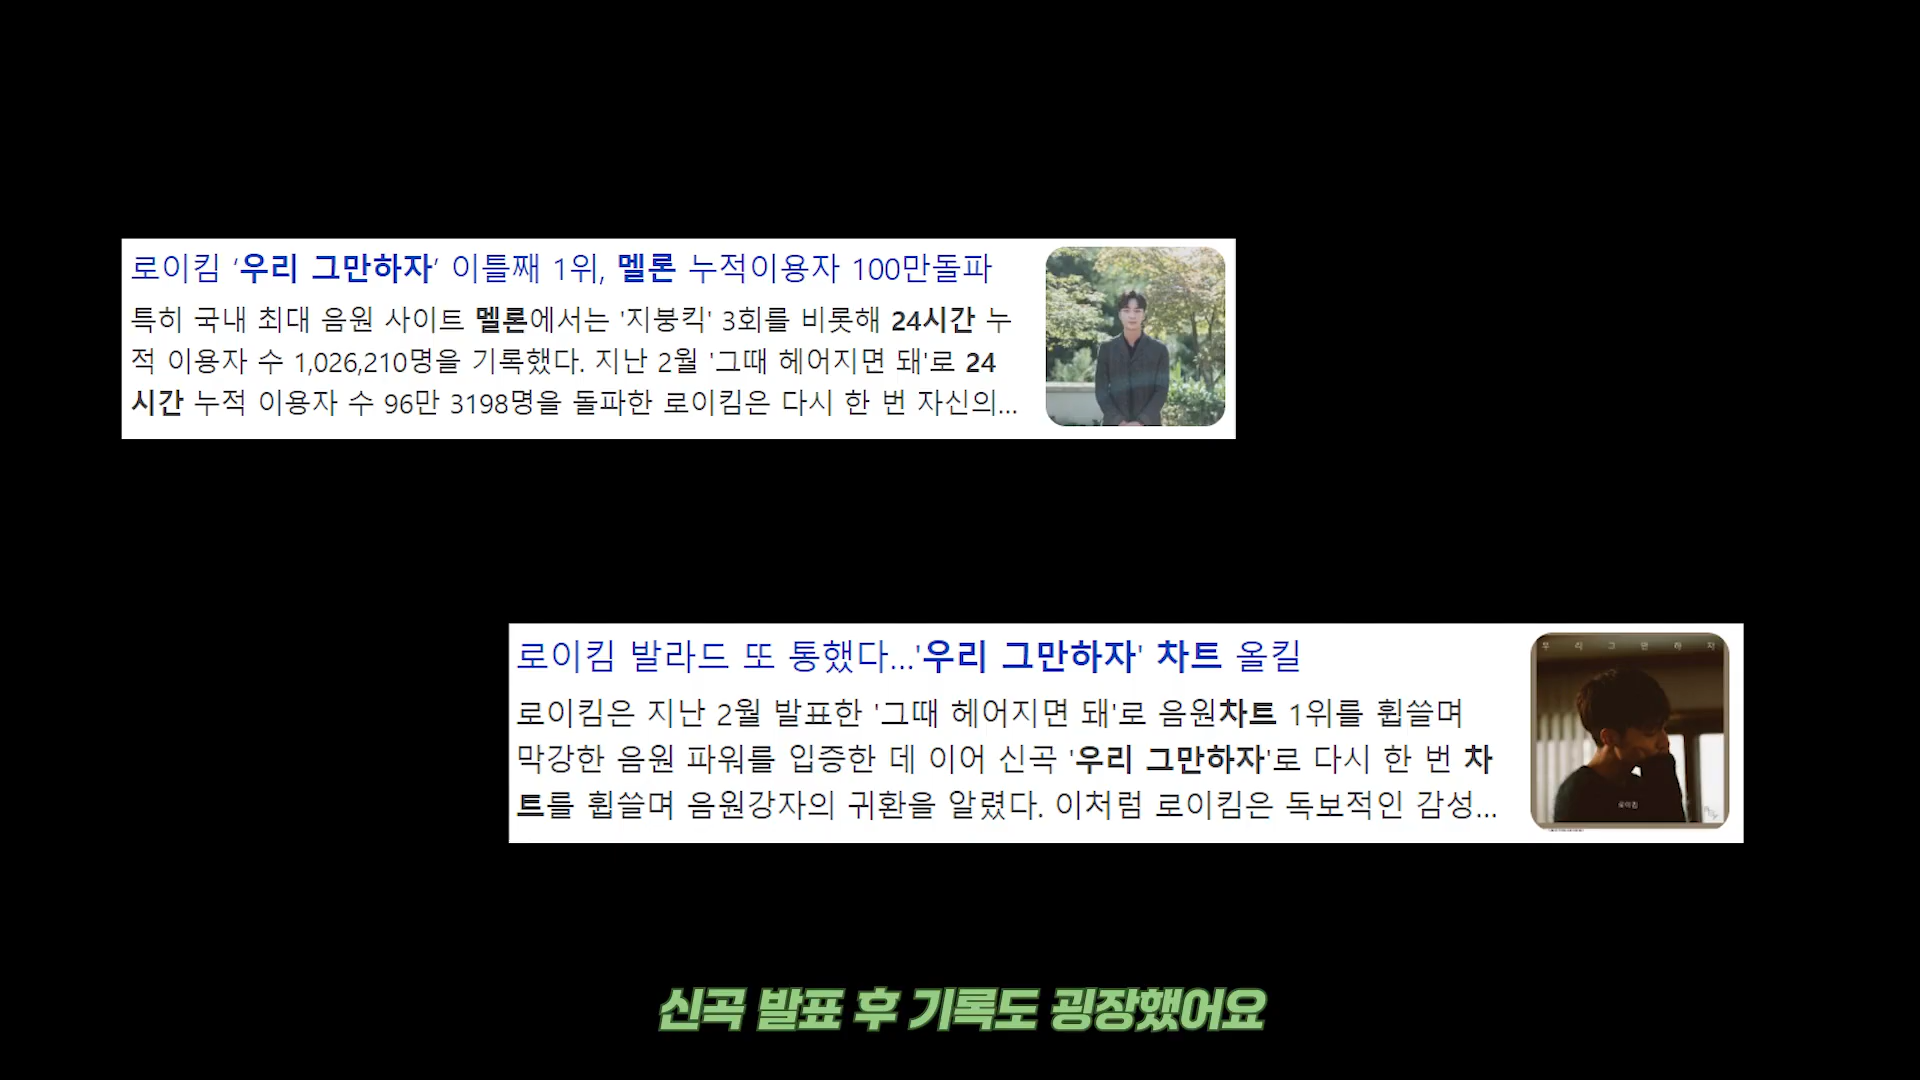 로이킴 ‘우리 그만하자’ 이틀째 1위, 멜론 누적이용자 100만돌파
특히 국내 최대 음원 사이트 멜론에서는 '지붕킥' 3회를 비롯해 24시간 누
적 이용자 수 1,026,210명을 기록했다. 지난 2월 '그때 헤어지면 돼'로 24
시간 누적 이용자 수 96만 3198명을 돌파한 로이킴은 다시 한 번 자신의...
로이킴 발라드 또 통했다...'우리 그만하자' 차트 올킬
로이킴은 지난 2월 발표한 '그때 헤어지면 돼'로 음원차트 1위를 휩쓸며
막강한 음원 파워를 입증한 데 이어 신곡 '우리 그만하자'로 다시 한 번 차
트를 휩쓸며 음원강자의 귀환을 알렸다. 이처럼 로이킴은 독보적인 감성...
우 리 그 만 하 자
로이킴
신곡 발표 후 기록도 굉장했어요